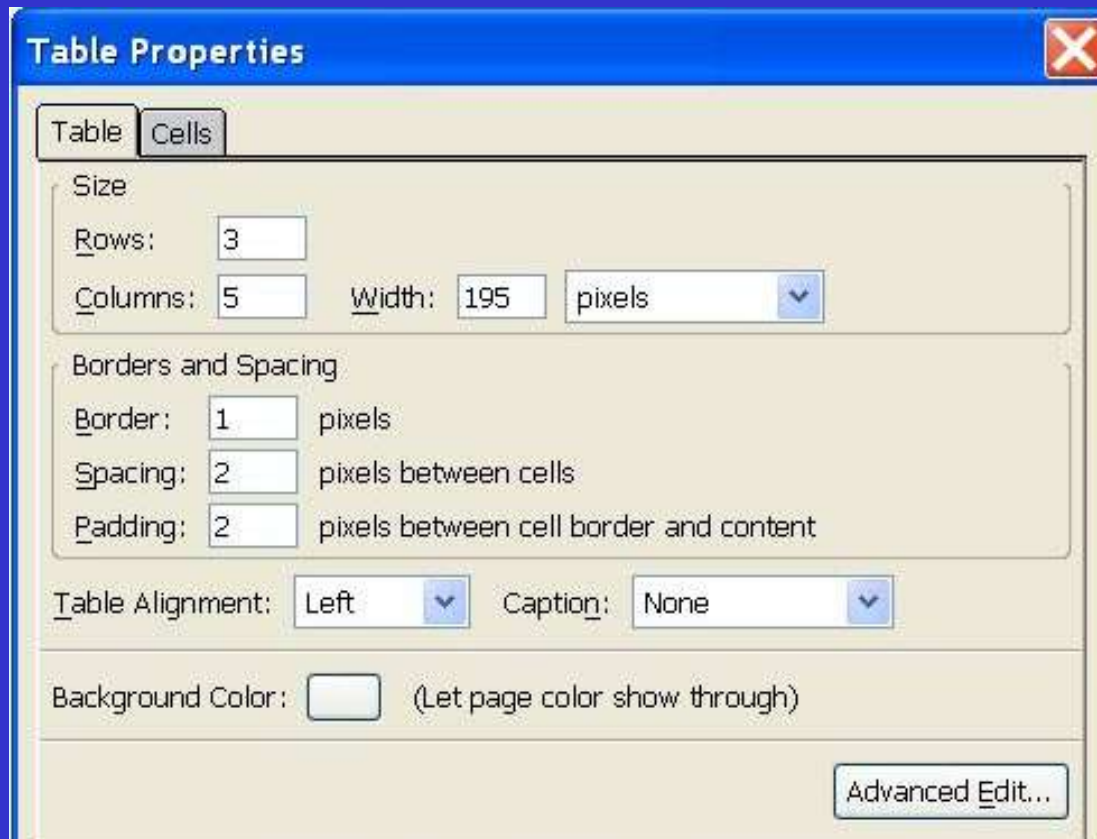 Table Properties
Table Cells
Size
Rows: 3
Columns: 5 Width: 195 pixels
Borders and Spacing
Border: 1 pixels
Spacing: 2 pixels between cells
Padding: 2 pixels between cell border and content
Table Alignment: Left Caption: None
Background Color: (Let page color show through)
Advanced Edit...